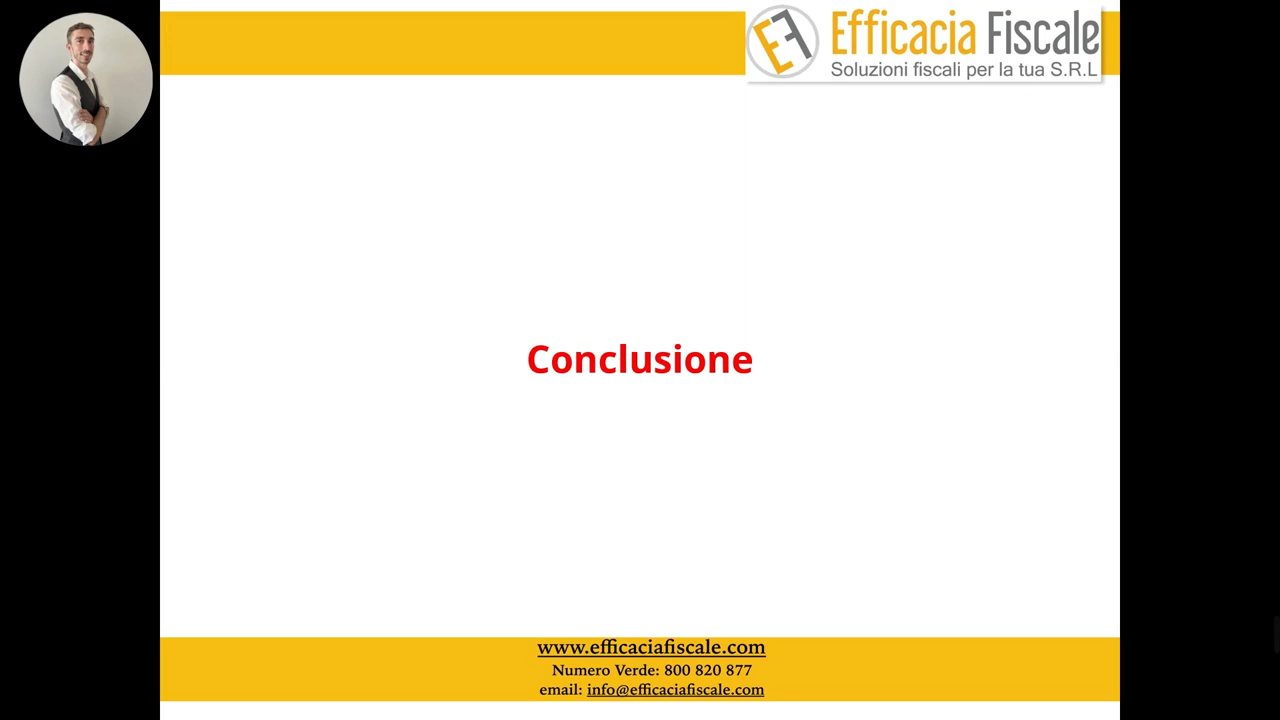 Efficacia Fiscale
Soluzioni fiscali per la tua S.R.L
Conclusione
www.efficaciafiscale.com
Numero Verde: 800 820 877
email: info@efficaciafiscale.com